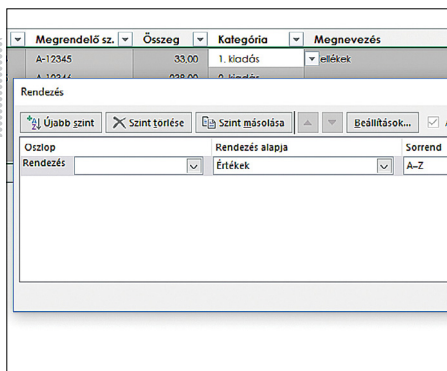 Megrendelő sz. Összeg Kategória Megnevezés
A-12345 33,00 1. kiadás ellékek
Rendezés
Újabb szint Szint törlése Szint másolása Beállítások...
Oszlop Rendezés alapja Sorrend
Rendezés Értékek A–Z